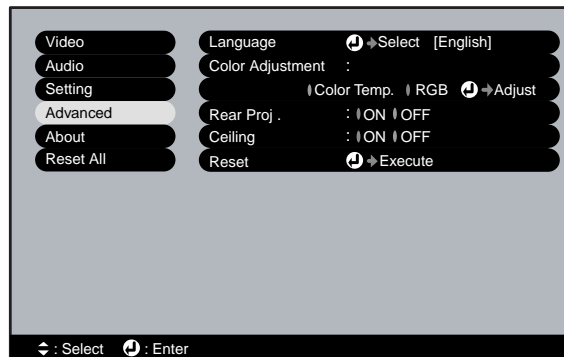 Video
Audio
Setting
Advanced
About
Reset All
Language Select [English]
Color Adjustment :
Color Temp. RGB Adjust
Rear Proj . : ON OFF
Ceiling : ON OFF
Reset Execute
: Select : Enter